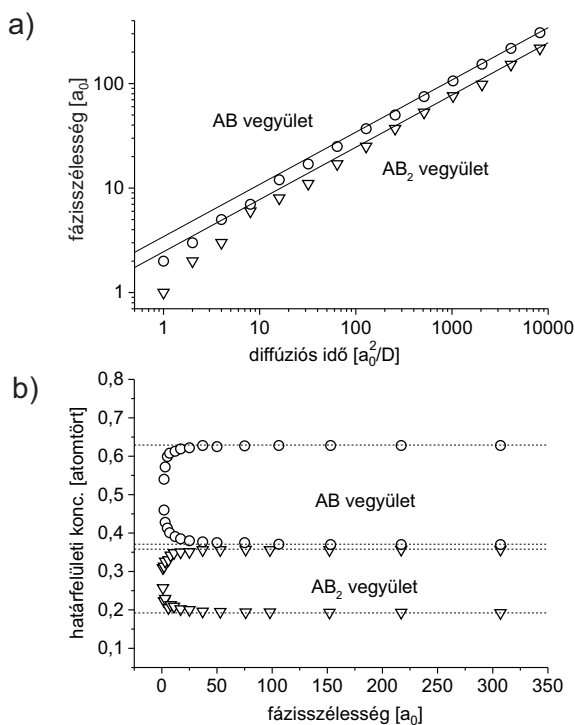 a)
fázisszélesség [a₀]
100
10
1
AB vegyület
AB₂ vegyület
1
10
100
1000
10000
diffúziós idő [a₀²/D]
b)
határfelületi konc. [atomtört]
0,8
0,7
0,6
0,5
0,4
0,3
0,2
0,1
AB vegyület
AB₂ vegyület
0
50
100
150
200
250
300
350
fázisszélesség [a₀]